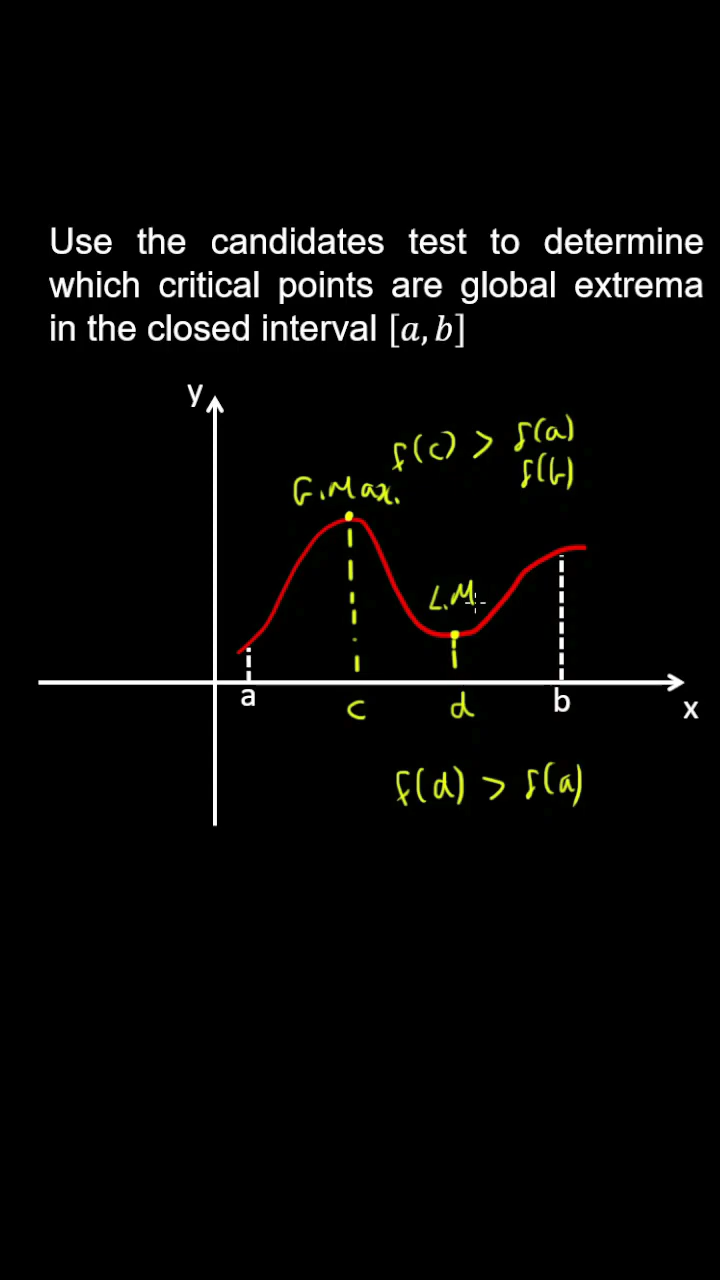 Use the candidates test to determine
which critical points are global extrema
in the closed interval [a, b]
y
f(c) > f(a)
f(b)
G.Max.
L.M
a
c
d
b
x
f(d) > f(a)